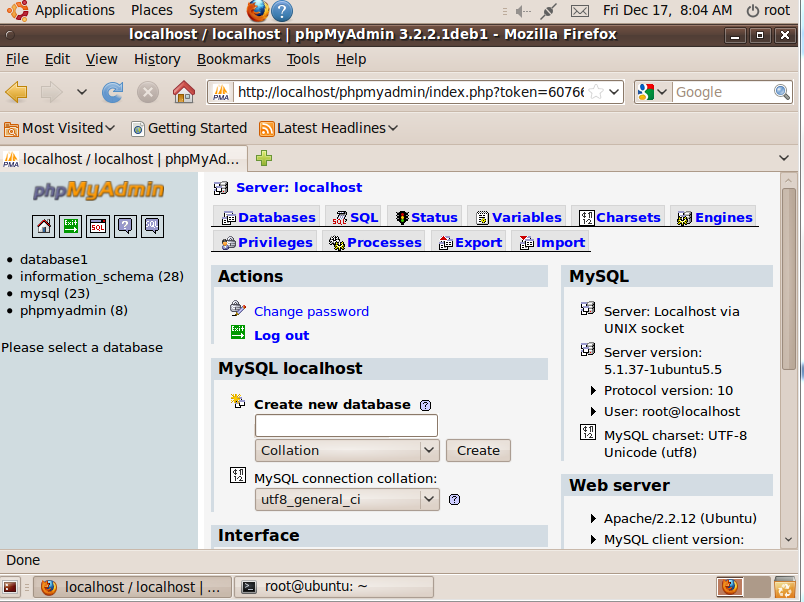 Applications Places System Fri Dec 17, 8:04 AM root
localhost / localhost | phpMyAdmin 3.2.2.1deb1 - Mozilla Firefox
File Edit View History Bookmarks Tools Help
PMA http://localhost/phpmyadmin/index.php?token=6076 Google
Most Visited Getting Started Latest Headlines
PMA localhost / localhost | phpMyAd...
phpMyAdmin
Exit SQL
database1
information_schema (28)
mysql (23)
phpmyadmin (8)
Please select a database
Server: localhost
Databases SQL Status Variables Charsets Engines
Privileges Processes Export Import
Actions
Change password
Exit Log out
MySQL localhost
Create new database
Collation Create
MySQL connection collation:
utf8_general_ci
Interface
MySQL
Server: Localhost via
UNIX socket
Server version:
5.1.37-1ubuntu5.5
Protocol version: 10
User: root@localhost
MySQL charset: UTF-8
Unicode (utf8)
Web server
Apache/2.2.12 (Ubuntu)
MySQL client version:
Done
localhost / localhost | ... root@ubuntu: ~